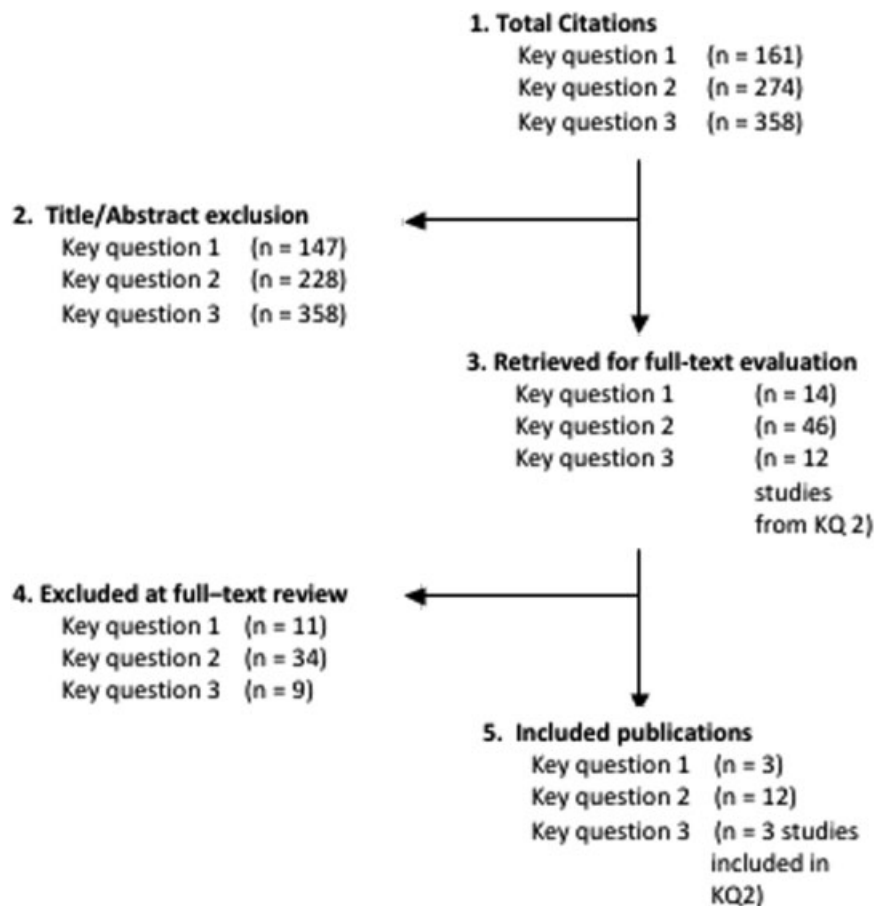 1. Total Citations
Key question 1 (n = 161)
Key question 2 (n = 274)
Key question 3 (n = 358)
2. Title/Abstract exclusion
Key question 1 (n = 147)
Key question 2 (n = 228)
Key question 3 (n = 358)
3. Retrieved for full-text evaluation
Key question 1 (n = 14)
Key question 2 (n = 46)
Key question 3 (n = 12
studies
from KQ 2)
4. Excluded at full–text review
Key question 1 (n = 11)
Key question 2 (n = 34)
Key question 3 (n = 9)
5. Included publications
Key question 1 (n = 3)
Key question 2 (n = 12)
Key question 3 (n = 3 studies
included in
KQ2)